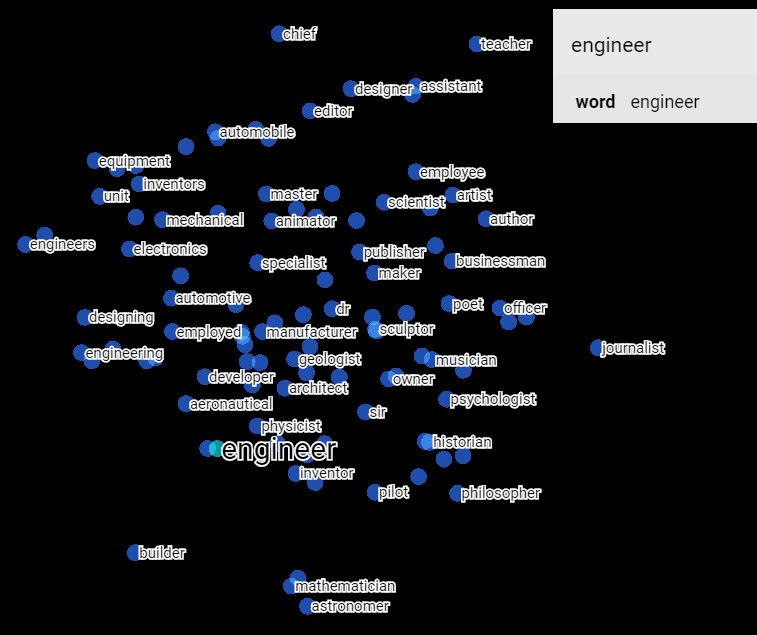 chief
teacher
engineer
designer
assistant
word engineer
editor
automobile
equipment
employee
inventors
unit
master
scientist
artist
mechanical
animator
author
engineers
electronics
publisher
specialist
businessman
maker
automotive
dr
poet
officer
designing
employed
manufacturer
sculptor
journalist
engineering
geologist
musician
developer
owner
architect
aeronautical
psychologist
sir
physicist
historian
engineer
inventor
pilot
philosopher
builder
mathematician
astronomer